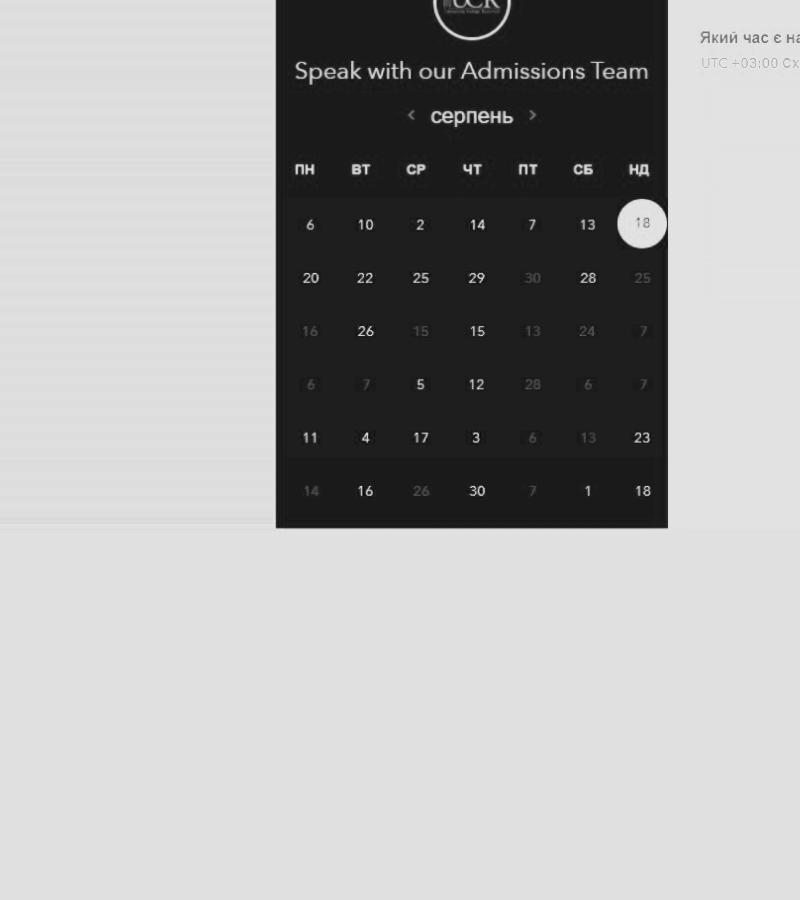 UCR
Speak with our Admissions Team
‹ серпень ›
ПН ВТ СР ЧТ ПТ СБ НД
6 10 2 14 7 13 18
20 22 25 29 30 28 25
16 26 15 15 13 24 7
6 7 5 12 28 6 7
11 4 17 3 6 13 23
14 16 26 30 7 1 18
Який час є на
UTC +03:00 Сх